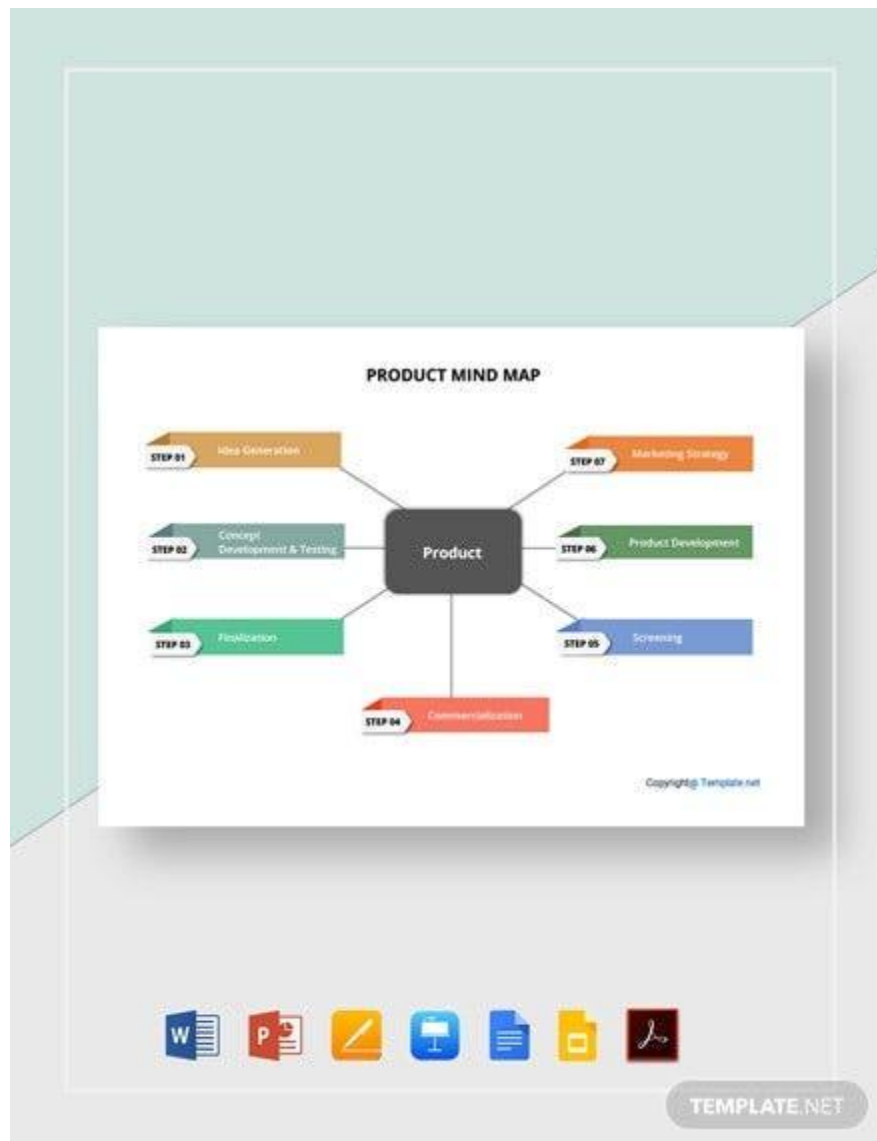 PRODUCT MIND MAP
STEP 01
Idea Generation
STEP 02
Concept
Development & Testing
STEP 03
Finalization
Product
STEP 04
Commercialization
STEP 07
Marketing Strategy
STEP 06
Product Development
STEP 05
Screening
Copyright@ Template.net
W
P
TEMPLATE.NET